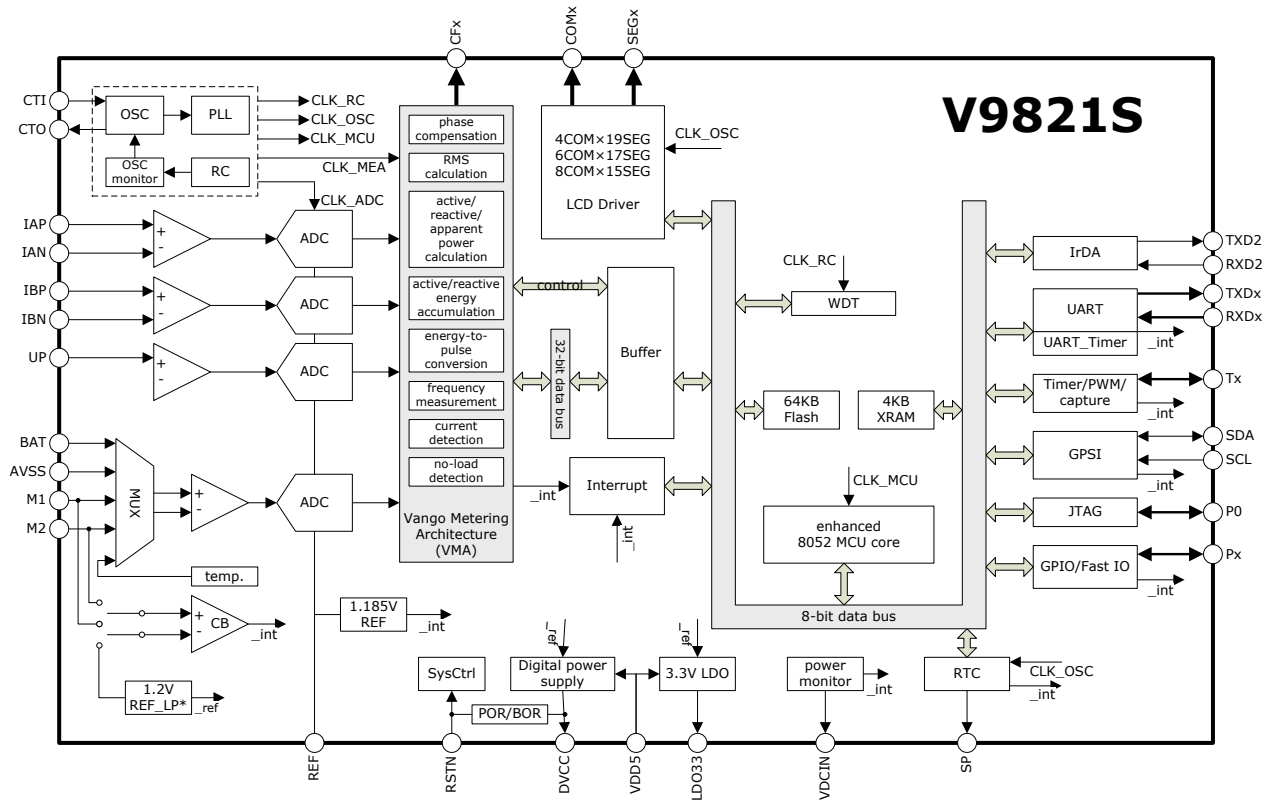 CFx
COMx
SEGx
V9821S
CTI
CTO
OSC
PLL
OSC
monitor
RC
CLK_RC
CLK_OSC
CLK_MCU
CLK_MEA
CLK_ADC
phase
compensation
RMS
calculation
active/
reactive/
apparent
power
calculation
active/reactive
energy
accumulation
energy-to-
pulse
conversion
frequency
measurement
current
detection
no-load
detection
Vango Metering
Architecture
(VMA)
4COM×19SEG
6COM×17SEG
8COM×15SEG
LCD Driver
CLK_OSC
IAP
IAN
+
-
ADC
IBP
IBN
+
-
ADC
UP
+
-
ADC
BAT
AVSS
M1
M2
MUX
+
-
ADC
temp.
+
-
CB
_int
1.2V
REF_LP*
_ref
1.185V
REF
_int
control
32-bit data bus
Buffer
_int
Interrupt
_int
CLK_RC
WDT
64KB
Flash
4KB
XRAM
CLK_MCU
enhanced
8052 MCU core
8-bit data bus
IrDA
TXD2
RXD2
UART
UART_Timer
TXDx
RXDx
_int
Timer/PWM/
capture
Tx
_int
GPSI
SDA
SCL
_int
JTAG
P0
GPIO/Fast IO
Px
_int
SysCtrl
POR/BOR
_ref
Digital power
supply
_ref
3.3V LDO
power
monitor
_int
RTC
CLK_OSC
_int
REF
RSTN
DVCC
VDD5
LDO33
VDCIN
SP